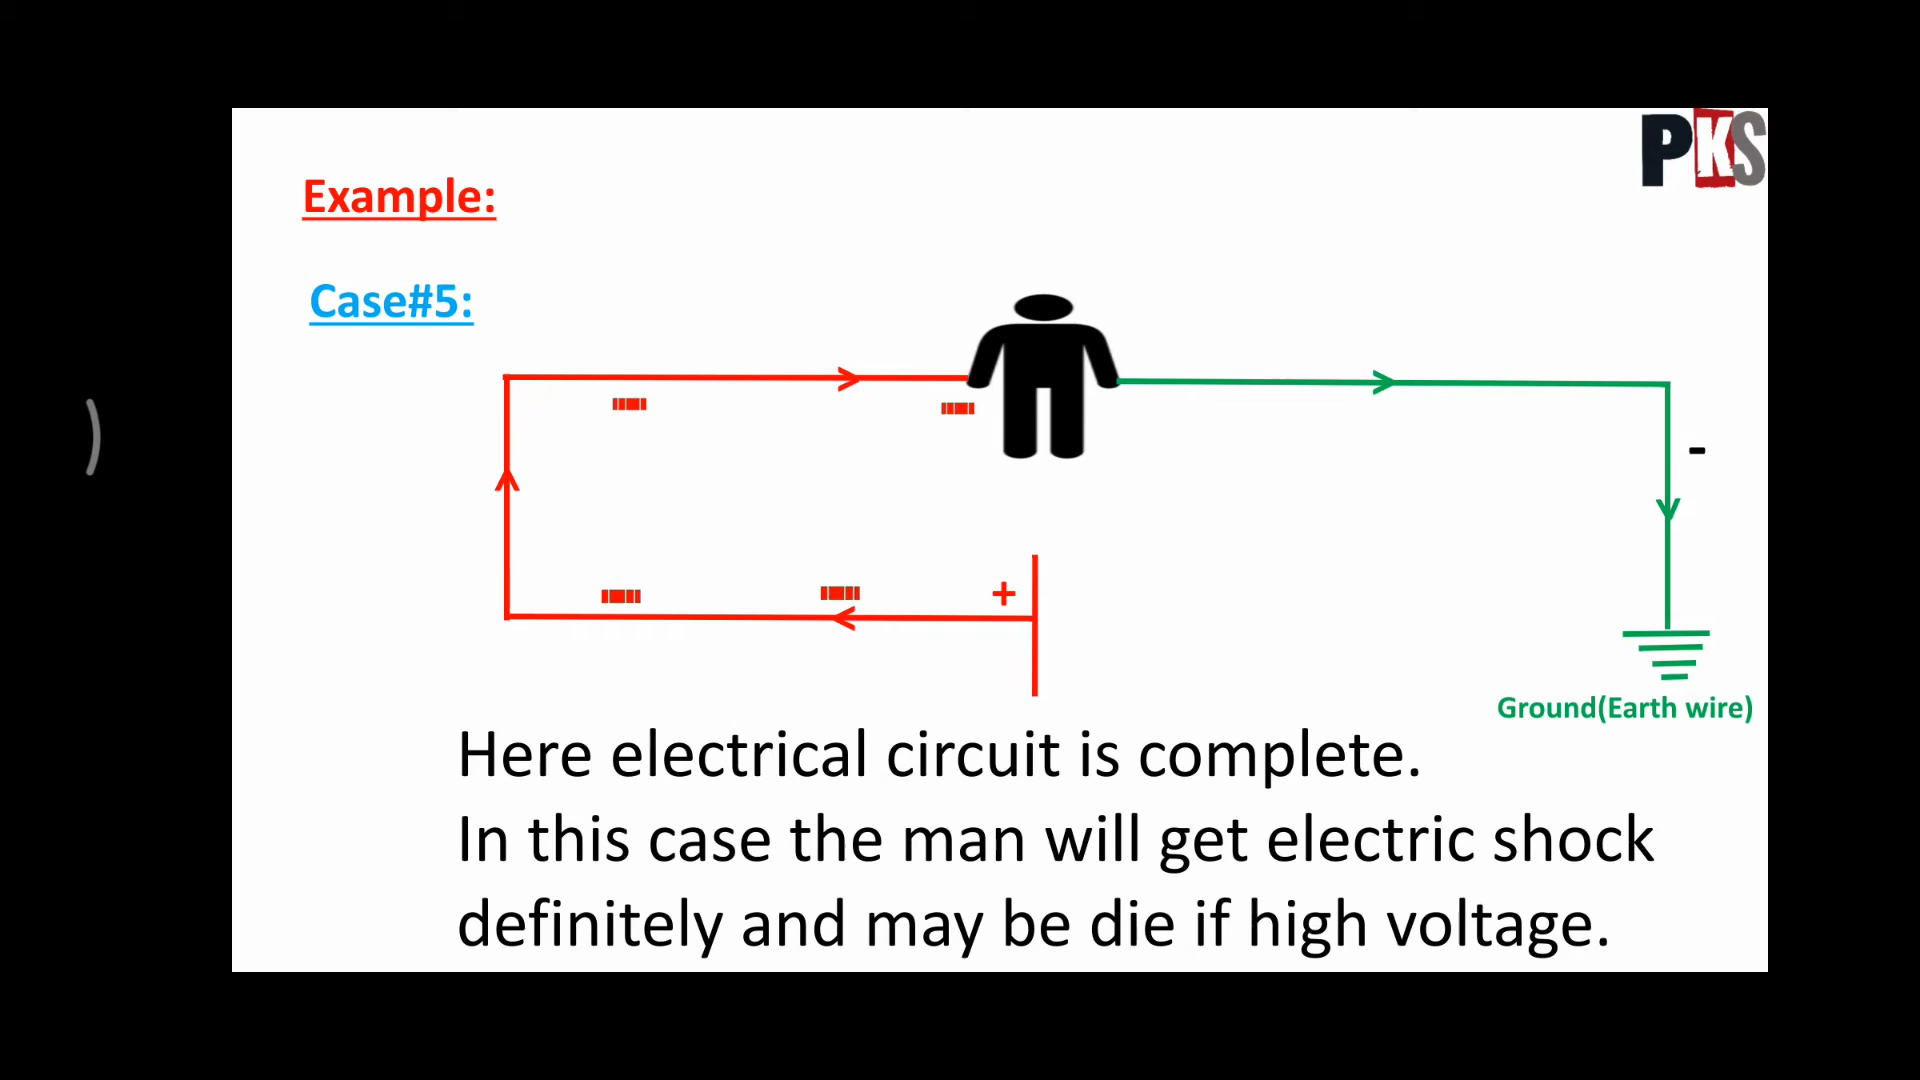 PKS
Example:
Case#5:
-
+
Ground(Earth wire)
Here electrical circuit is complete.
In this case the man will get electric shock
definitely and may be die if high voltage.